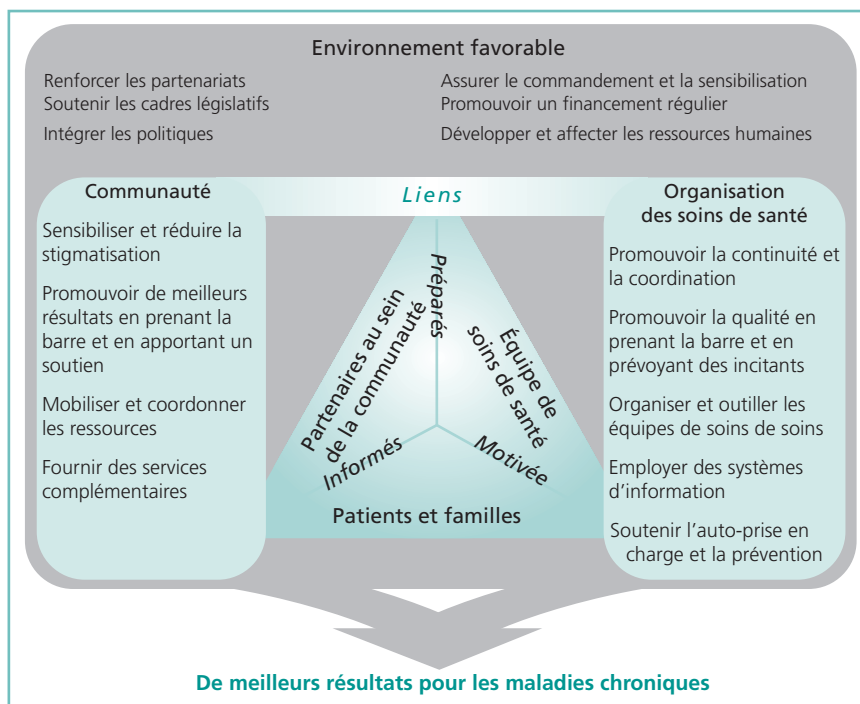 Environnement favorable
Renforcer les partenariats
Soutenir les cadres législatifs
Intégrer les politiques
Assurer le commandement et la sensibilisation
Promouvoir un financement régulier
Développer et affecter les ressources humaines
Communauté
Sensibiliser et réduire la
stigmatisation
Promouvoir de meilleurs
résultats en prenant la
barre et en apportant un
soutien
Mobiliser et coordonner
les ressources
Fournir des services
complémentaires
Liens
Partenaires au sein
de la communauté
Préparés
Équipe de
soins de santé
Informés
Motivée
Patients et familles
Organisation
des soins de santé
Promouvoir la continuité et
la coordination
Promouvoir la qualité en
prenant la barre et en
prévoyant des incitants
Organiser et outiller les
équipes de soins de soins
Employer des systèmes
d’information
Soutenir l’auto-prise en
charge et la prévention
De meilleurs résultats pour les maladies chroniques